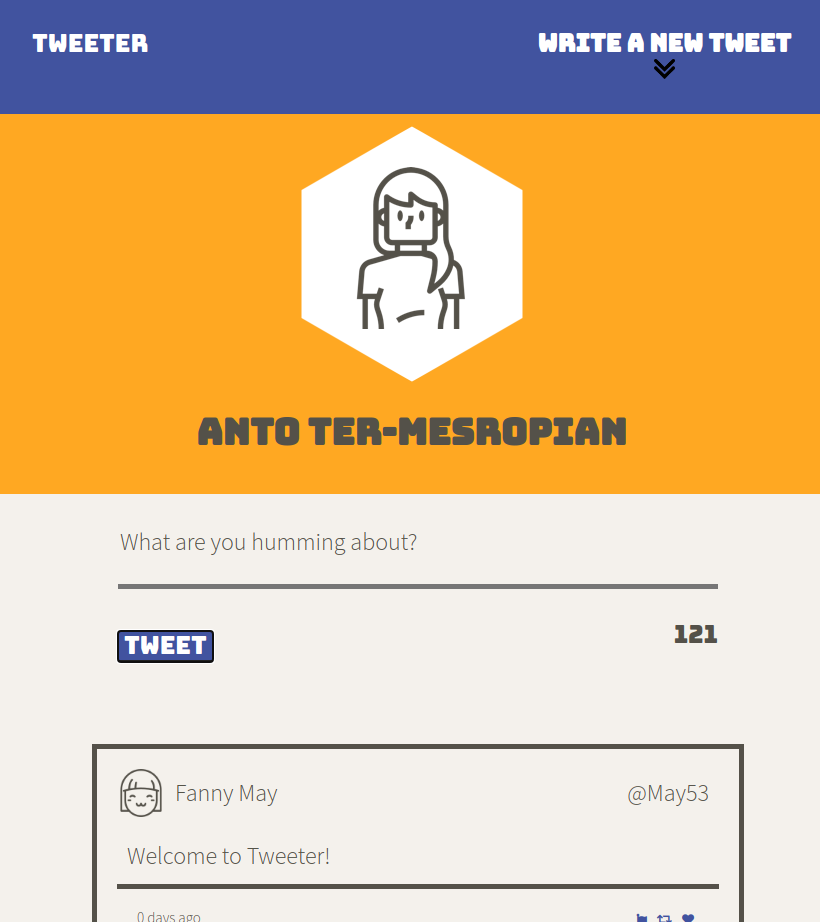 TWEETER
WRITE A NEW TWEET
ANTO TER-MESROPIAN
What are you humming about?
TWEET
121
Fanny May
@May53
Welcome to Tweeter!
0 days ago